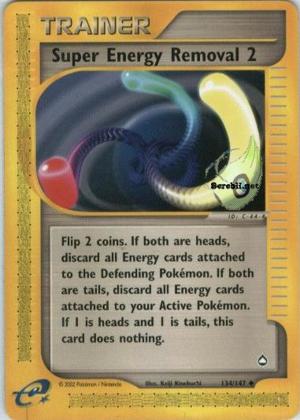 TRAINER
Super Energy Removal 2
Serebii.net
Flip 2 coins. If both are heads,
discard all Energy cards attached
to the Defending Pokémon. If both
are tails, discard all Energy cards
attached to your Active Pokémon.
If 1 is heads and 1 is tails, this
card does nothing.
©2002 Pokémon / Nintendo
Illus. Keiji Kinebuchi
134/147
e